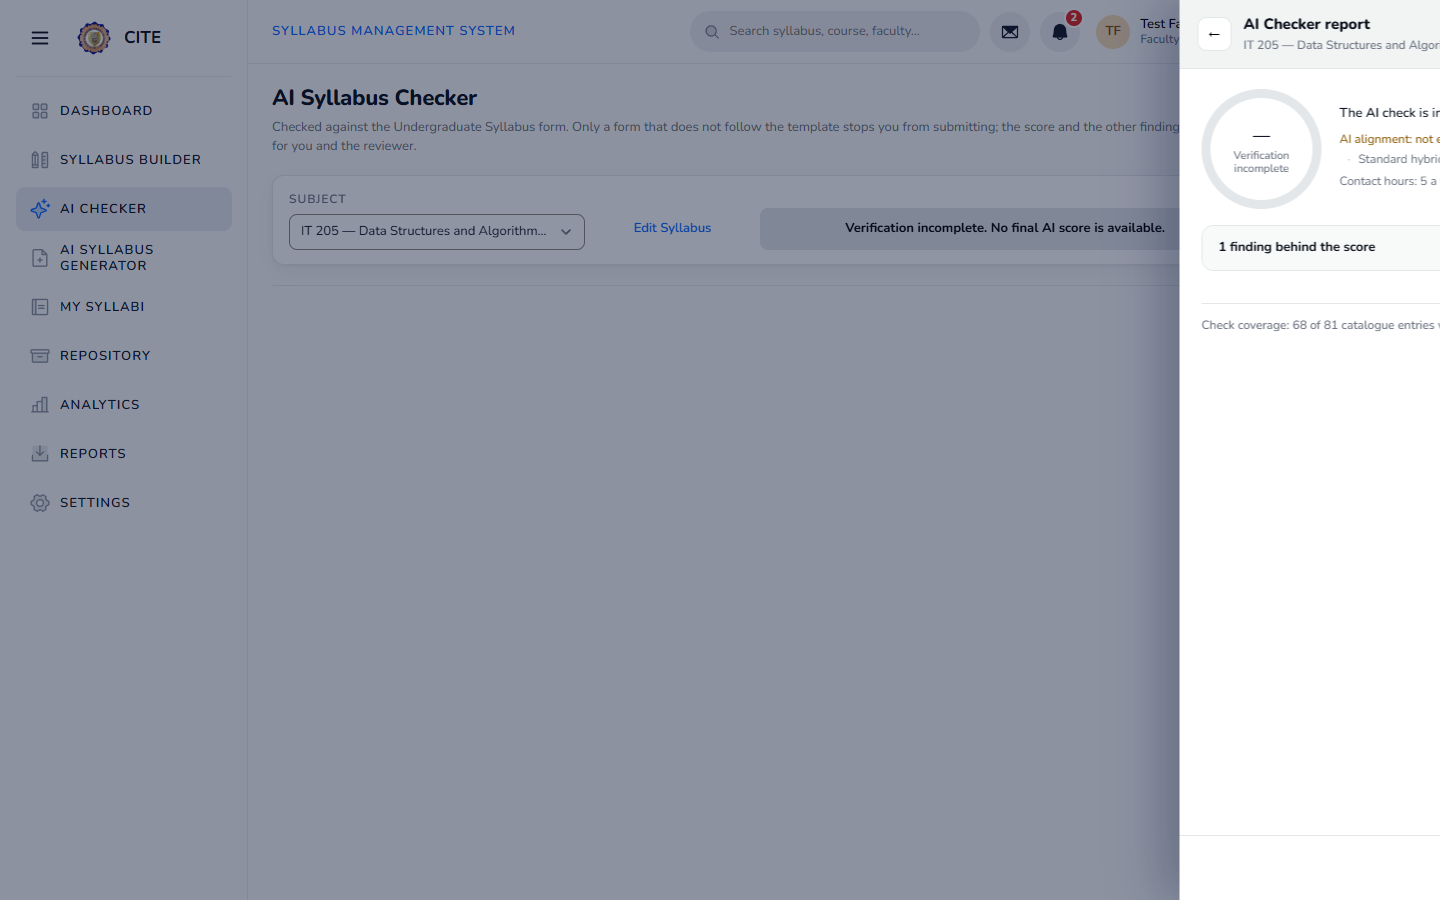 CITE
DASHBOARD
SYLLABUS BUILDER
AI CHECKER
AI SYLLABUS
GENERATOR
MY SYLLABI
REPOSITORY
ANALYTICS
REPORTS
SETTINGS
SYLLABUS MANAGEMENT SYSTEM
Search syllabus, course, faculty...
2
TF
Test Fa
Faculty
AI Syllabus Checker
Checked against the Undergraduate Syllabus form. Only a form that does not follow the template stops you from submitting; the score and the other finding
for you and the reviewer.
SUBJECT
IT 205 — Data Structures and Algorithm...
Edit Syllabus
Verification incomplete. No final AI score is available.
←
AI Checker report
IT 205 — Data Structures and Algor
—
Verification
incomplete
The AI check is in
AI alignment: not e
· Standard hybri
Contact hours: 5 a
1 finding behind the score
Check coverage: 68 of 81 catalogue entries